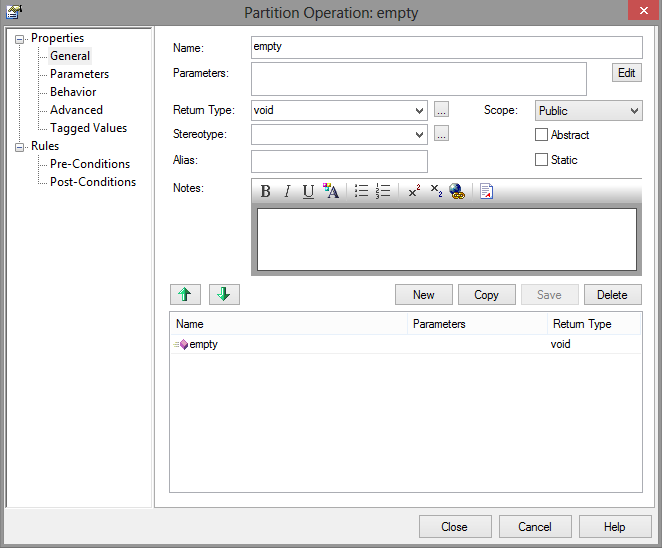 Partition Operation: empty
Properties
General
Parameters
Behavior
Advanced
Tagged Values
Rules
Pre-Conditions
Post-Conditions
Name: empty
Parameters: Edit
Return Type: void ... Scope: Public
Stereotype: ... Abstract
Alias: Static
Notes: B I U A x² x₂
New Copy Save Delete
Name Parameters Return Type
empty void
Close Cancel Help